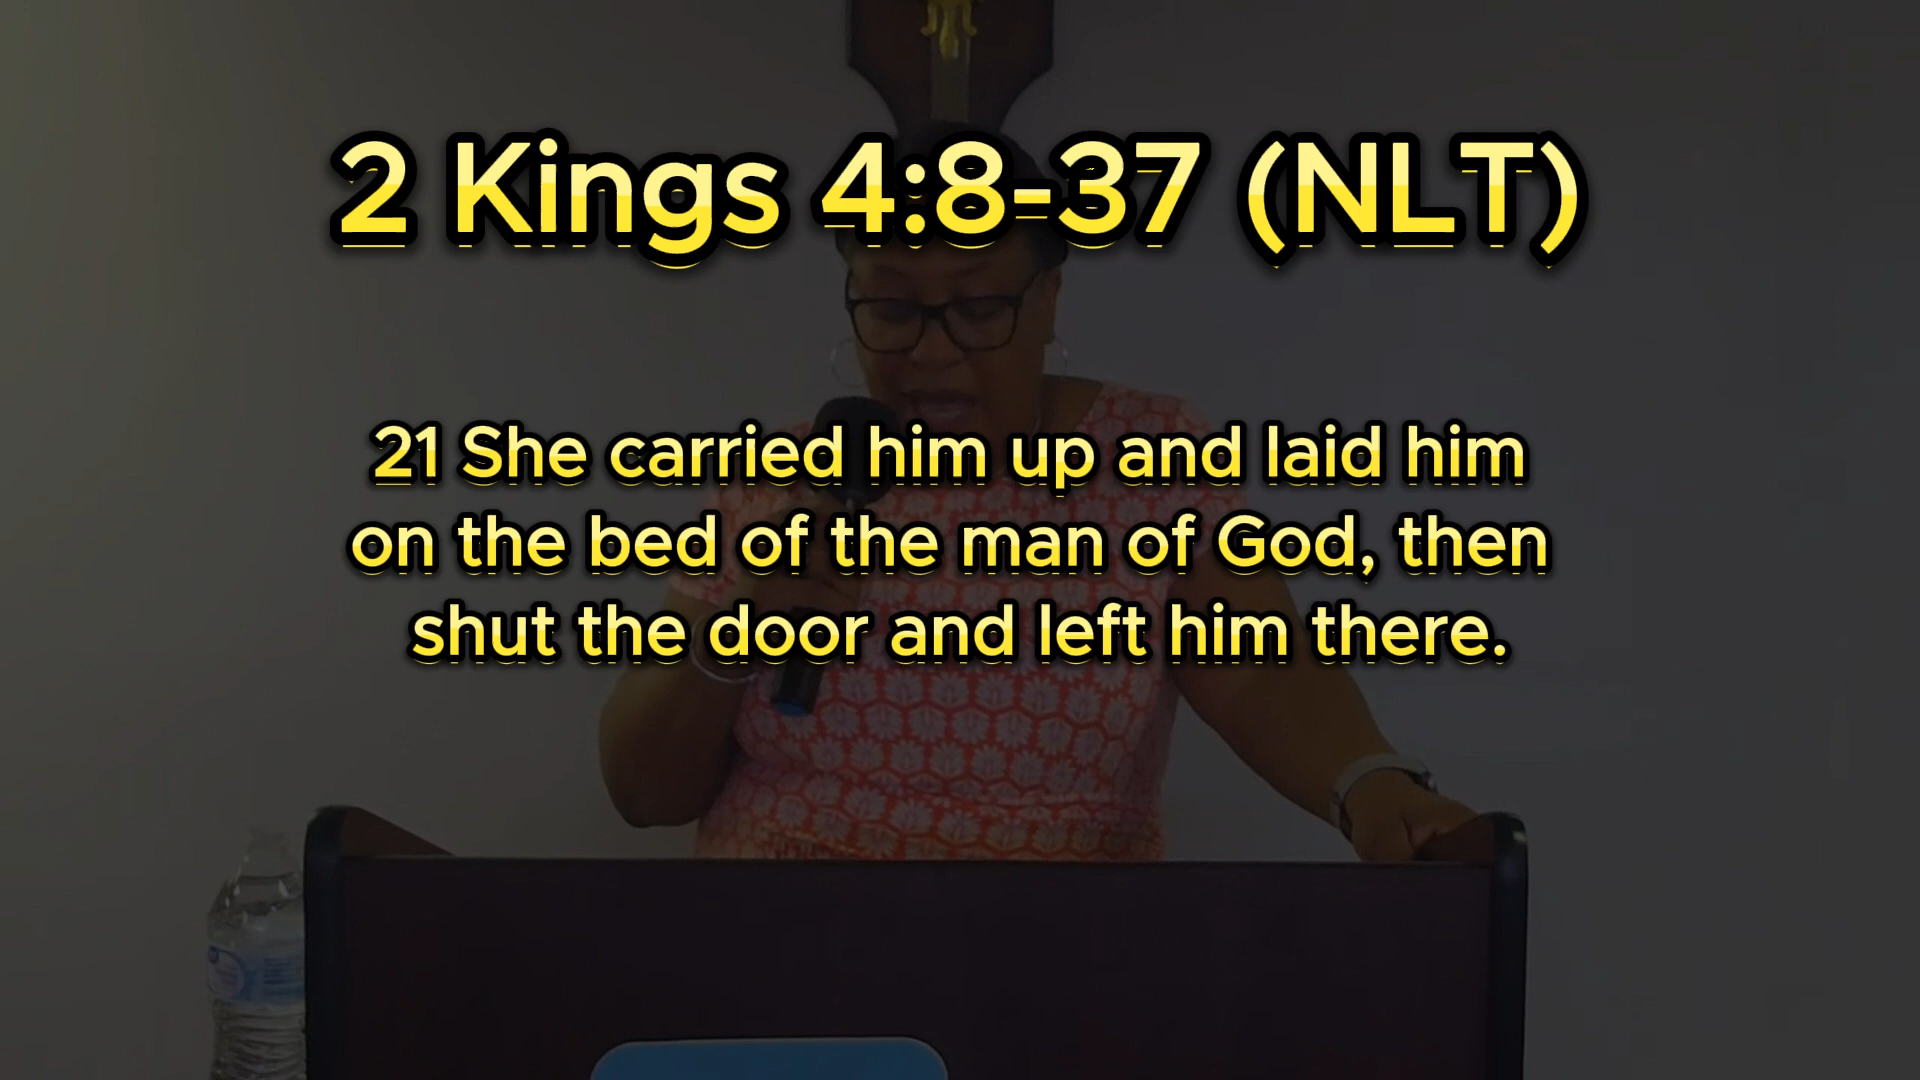 2 Kings 4:8-37 (NLT)
21 She carried him up and laid him
on the bed of the man of God, then
shut the door and left him there.